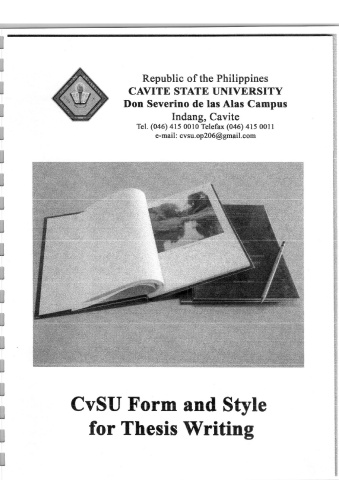 Republic of the Philippines
CAVITE STATE UNIVERSITY
Don Severino de las Alas Campus
Indang, Cavite
Tel. (046) 415 0010 Telefax (046) 415 0011
e-mail: cvsu.op206@gmail.com
CvSU Form and Style
for Thesis Writing